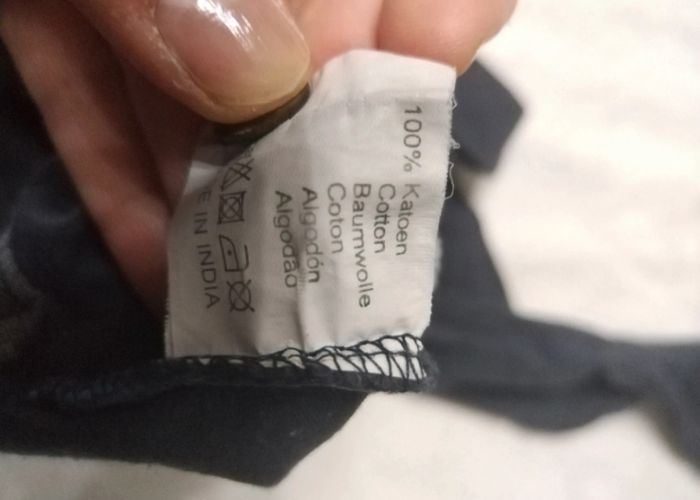 100% Katoen
Cotton
Baumwolle
Coton
Algodón
Algodão
E IN INDIA